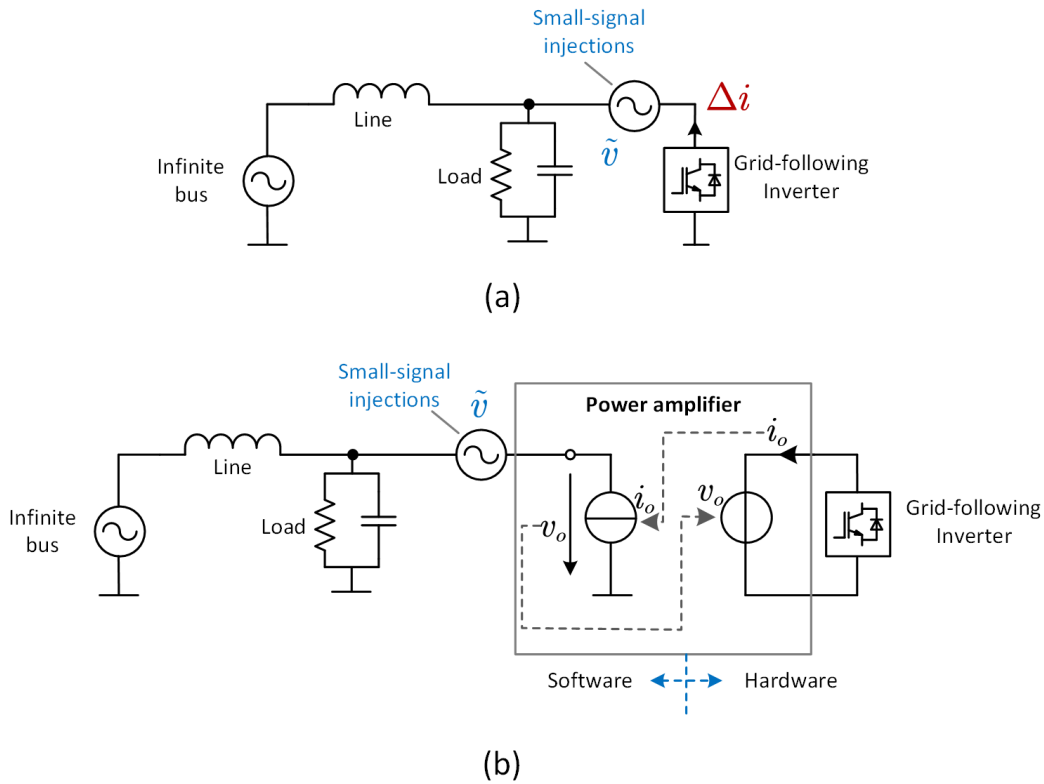 Small-signal
injections
Δi
Line
ṽ
Infinite
bus
Load
Grid-following
Inverter
(a)
Small-signal
injections
ṽ
Power amplifier
i_o
Line
i_o
v_o
Infinite
bus
Load
v_o
Grid-following
Inverter
Software
Hardware
(b)